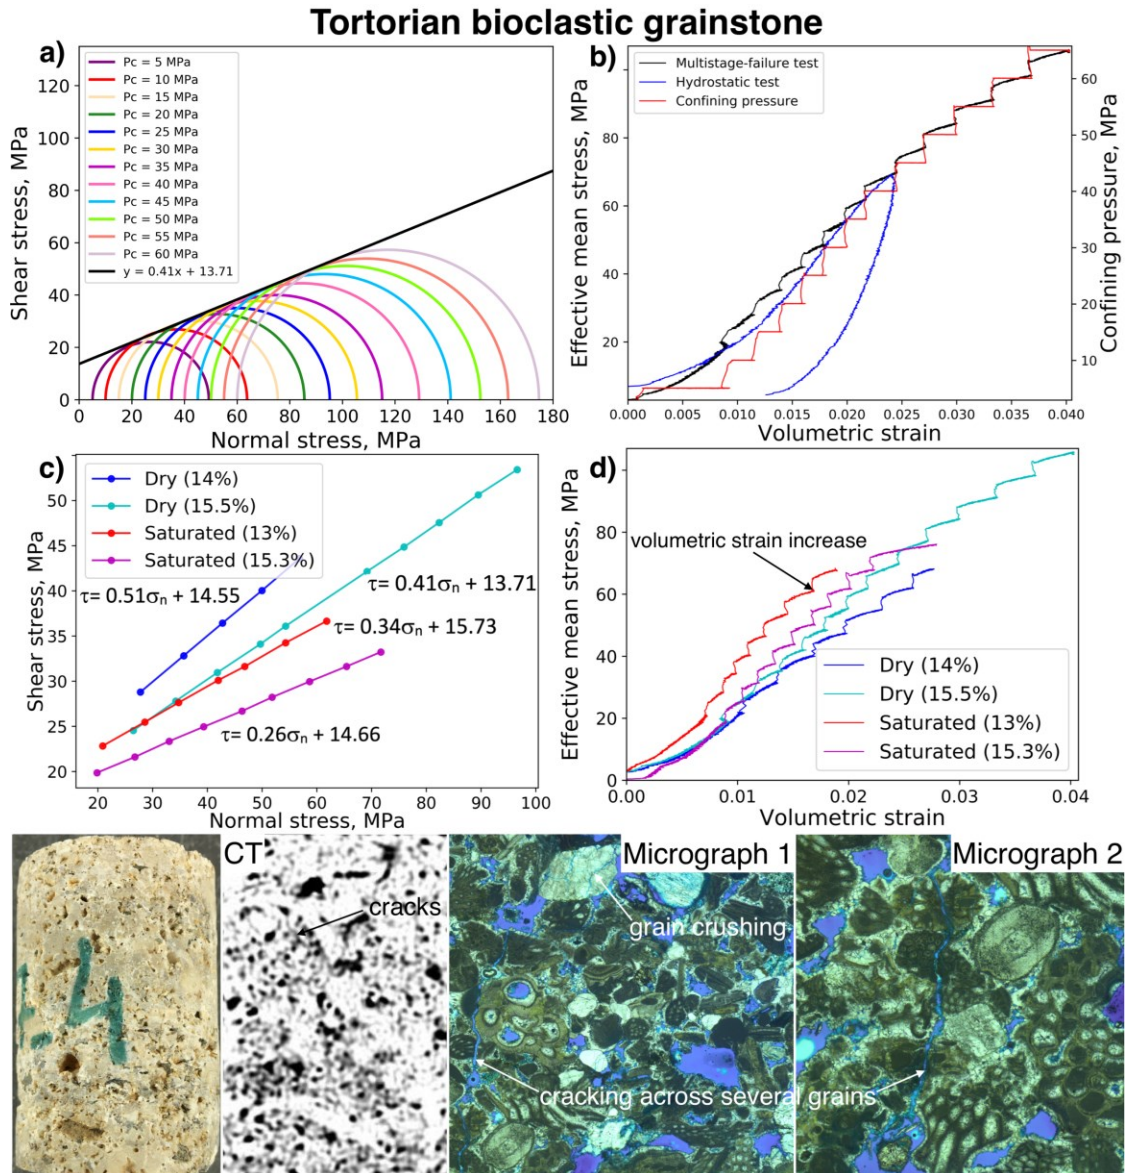 Tortorian bioclastic grainstone
a)
Pc = 5 MPa
Pc = 10 MPa
Pc = 15 MPa
Pc = 20 MPa
Pc = 25 MPa
Pc = 30 MPa
Pc = 35 MPa
Pc = 40 MPa
Pc = 45 MPa
Pc = 50 MPa
Pc = 55 MPa
Pc = 60 MPa
y = 0.41x + 13.71
Shear stress, MPa
120
100
80
60
40
20
0
0 20 40 60 80 100 120 140 160 180
Normal stress, MPa
b)
Multistage-failure test
Hydrostatic test
Confining pressure
Effective mean stress, MPa
100
80
60
40
20
60
50
40
30
20
10
Confining pressure, MPa
0.000 0.005 0.010 0.015 0.020 0.025 0.030 0.035 0.040
Volumetric strain
c)
Dry (14%)
Dry (15.5%)
Saturated (13%)
Saturated (15.3%)
τ= 0.51σn + 14.55
τ= 0.41σn + 13.71
τ= 0.34σn + 15.73
τ= 0.26σn + 14.66
Shear stress, MPa
50
45
40
35
30
25
20
20 30 40 50 60 70 80 90 100
Normal stress, MPa
d)
volumetric strain increase
Dry (14%)
Dry (15.5%)
Saturated (13%)
Saturated (15.3%)
Effective mean stress, MPa
100
80
60
40
20
0
0.00 0.01 0.02 0.03 0.04
Volumetric strain
CT
cracks
Micrograph 1
grain crushing
Micrograph 2
cracking across several grains